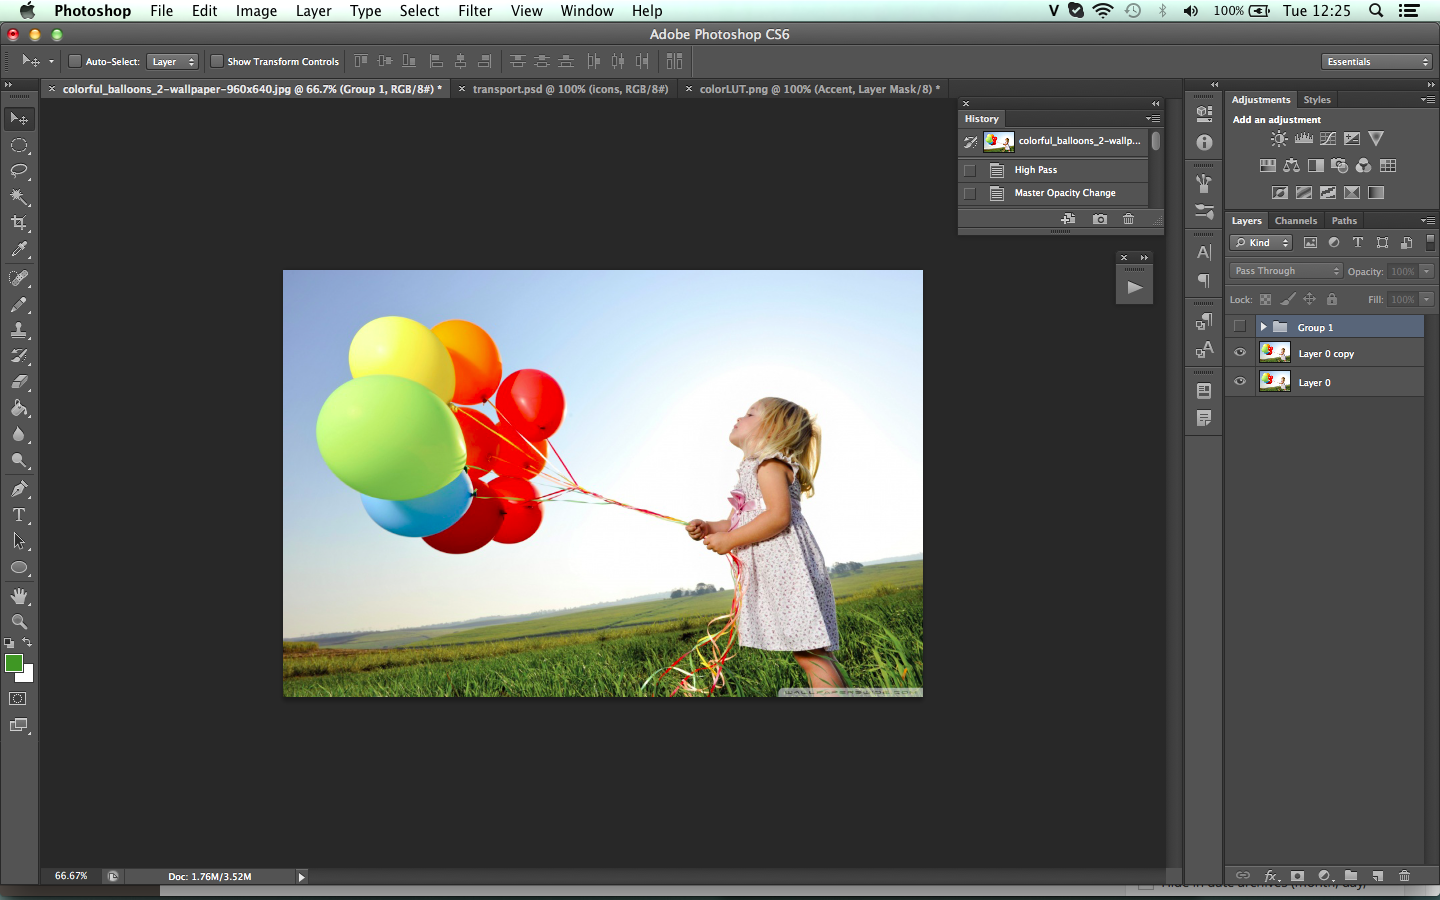 Photoshop File Edit Image Layer Type Select Filter View Window Help V 100% Tue 12:25
Adobe Photoshop CS6
Auto-Select: Layer Show Transform Controls Essentials
colorful_balloons_2-wallpaper-960x640.jpg @ 66.7% (Group 1, RGB/8#) * transport.psd @ 100% (icons, RGB/8#) colorLUT.png @ 100% (Accent, Layer Mask/8) *
History
colorful_balloons_2-wallp...
High Pass
Master Opacity Change
Adjustments Styles
Add an adjustment
Layers Channels Paths
Kind
Pass Through Opacity: 100%
Lock: Fill: 100%
Group 1
Layer 0 copy
Layer 0
66.67% Doc: 1.76M/3.52M